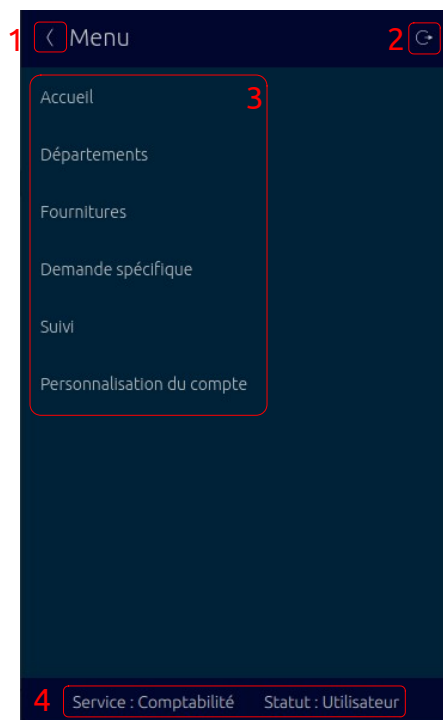 1 Menu 2
Accueil 3
Départements
Fournitures
Demande spécifique
Suivi
Personnalisation du compte
4 Service : Comptabilité Statut : Utilisateur